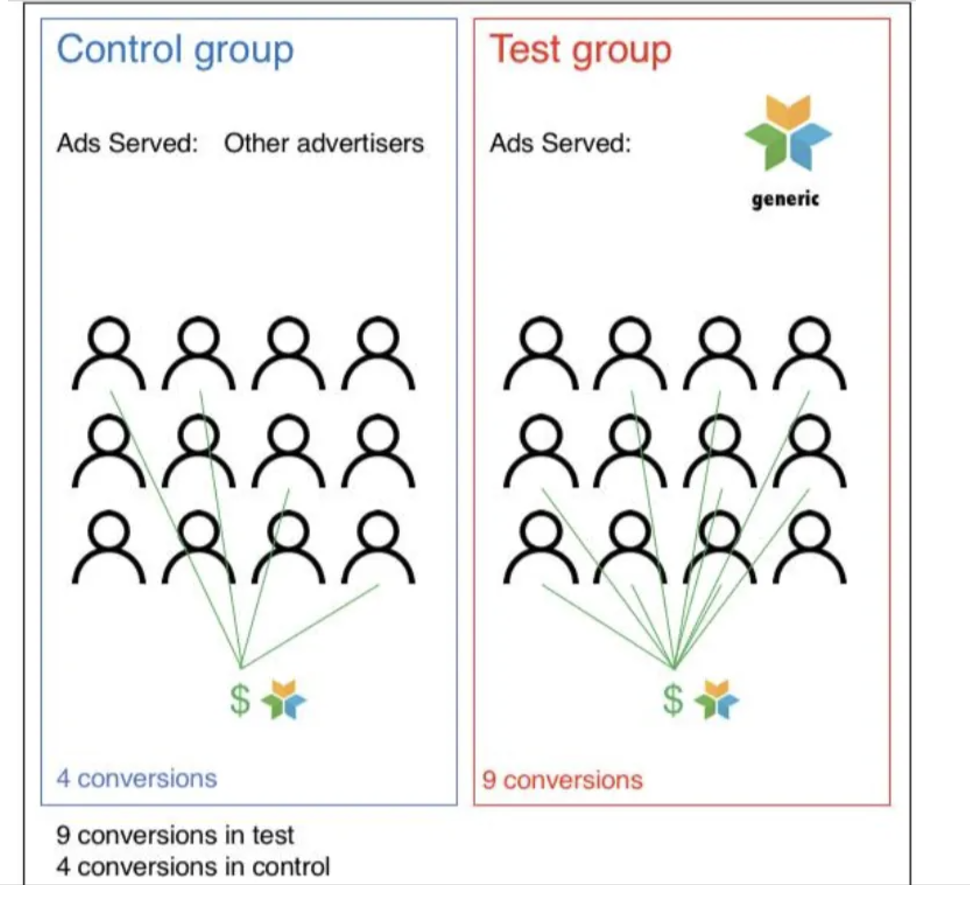 Control group
Ads Served: Other advertisers
$
4 conversions
Test group
Ads Served:
generic
$
9 conversions
9 conversions in test
4 conversions in control